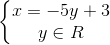 x = -5y + 3
y ∈ R